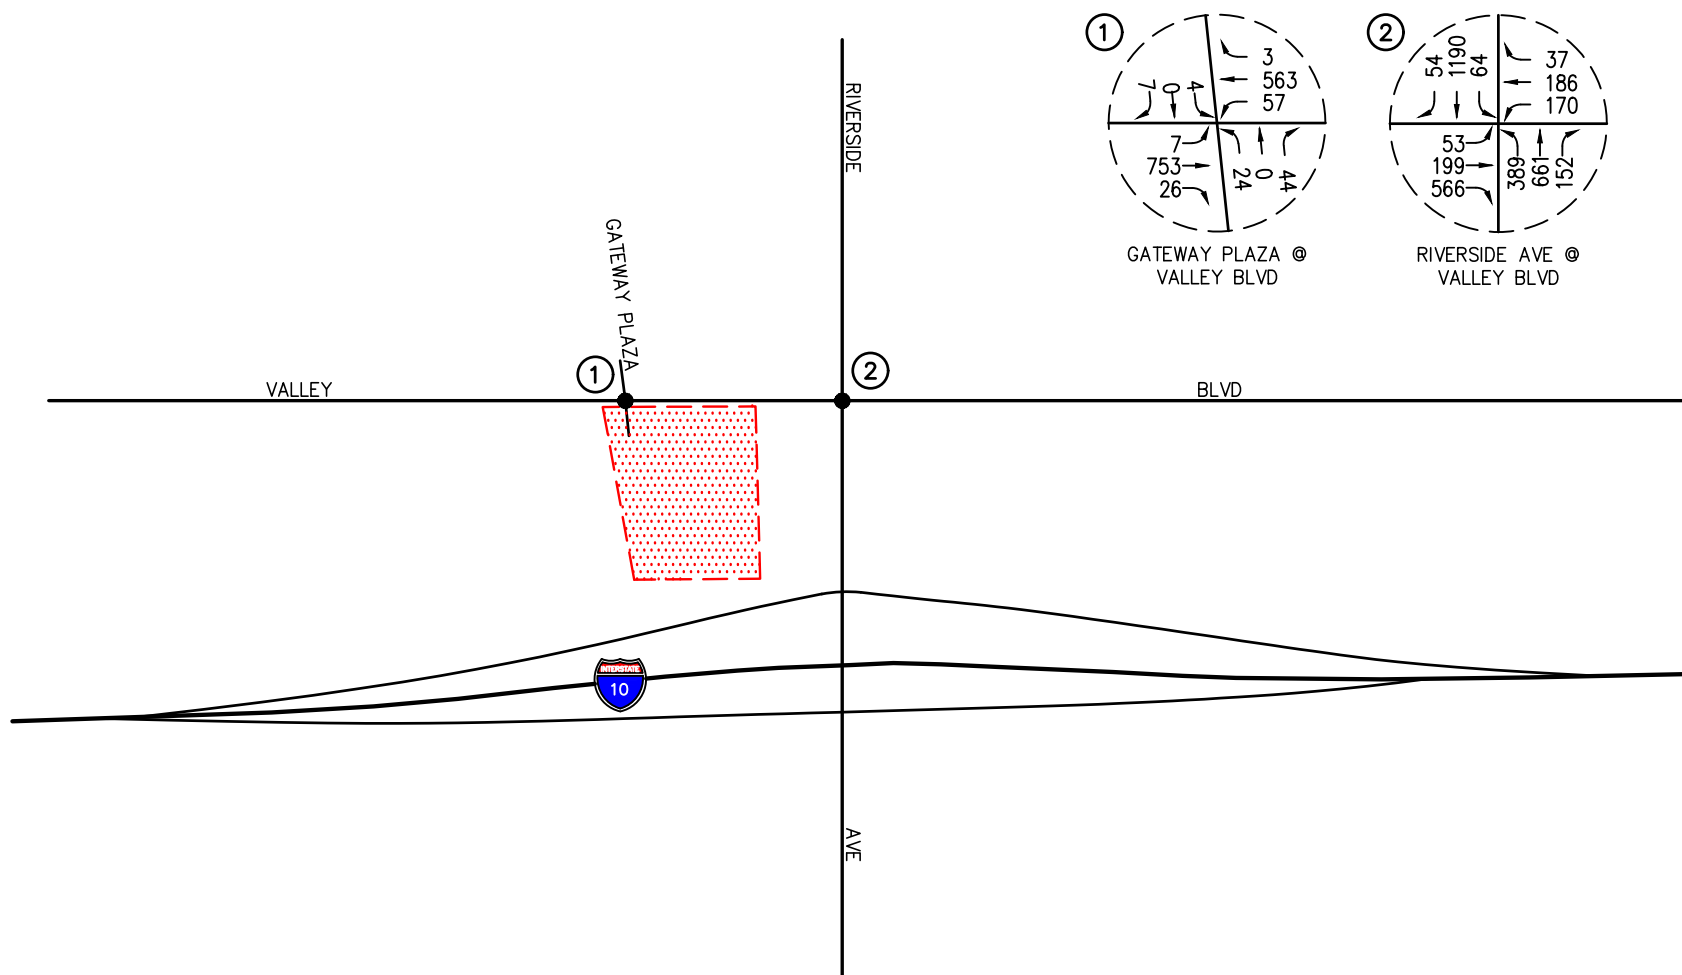 1
3
563
57
7
0
4
7
753
26
24
0
44
GATEWAY PLAZA @
VALLEY BLVD
2
54
1190
64
37
186
170
53
199
566
389
661
152
RIVERSIDE AVE @
VALLEY BLVD
RIVERSIDE
GATEWAY PLAZA
1
2
VALLEY
BLVD
INTERSTATE
10
AVE